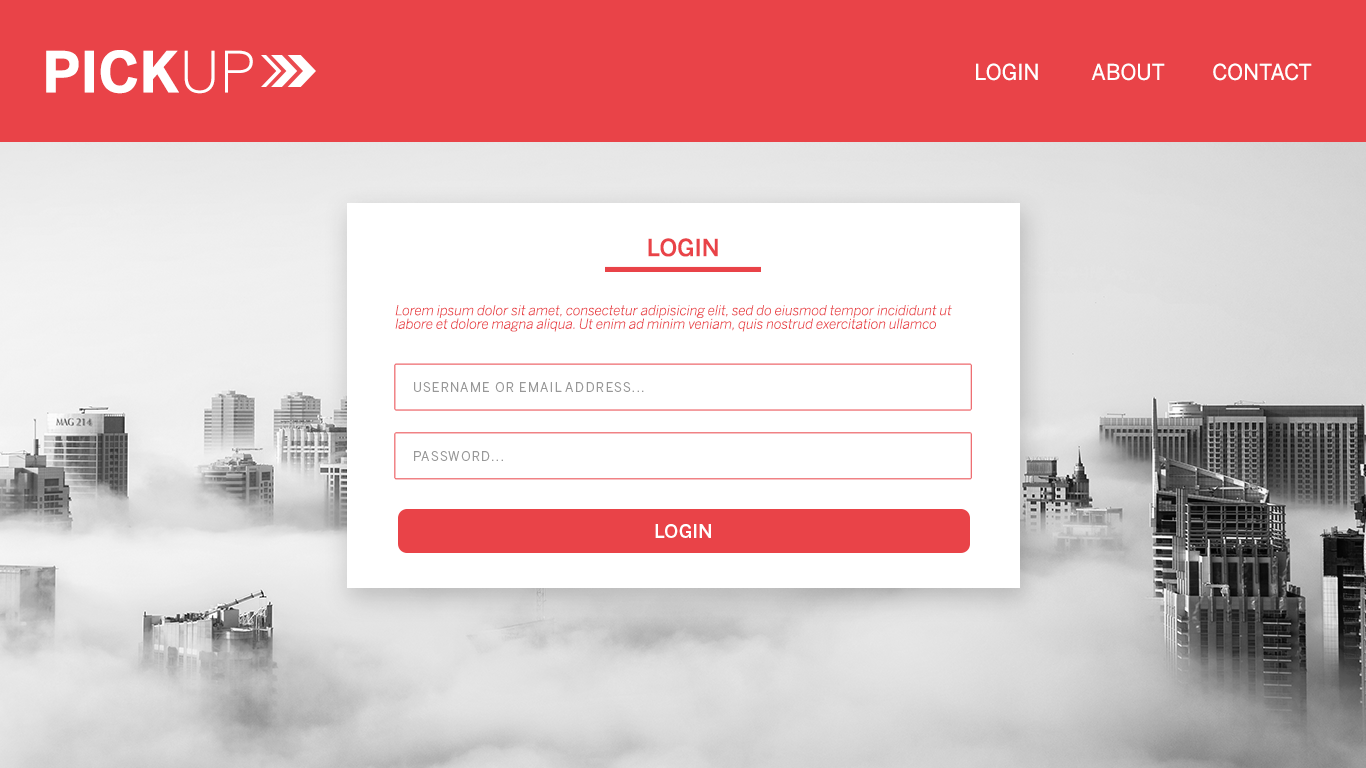 PICKUP
LOGIN ABOUT CONTACT
LOGIN
Lorem ipsum dolor sit amet, consectetur adipisicing elit, sed do eiusmod tempor incididunt ut
labore et dolore magna aliqua. Ut enim ad minim veniam, quis nostrud exercitation ullamco
USERNAME OR EMAIL ADDRESS...
MAG 214
PASSWORD...
LOGIN